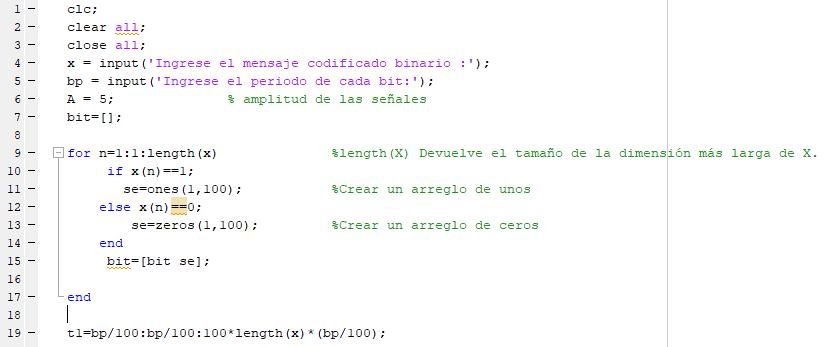 1 clc;
2 clear all;
3 close all;
4 x = input('Ingrese el mensaje codificado binario :');
5 bp = input('Ingrese el periodo de cada bit:');
6 A = 5; % amplitud de las señales
7 bit=[];
8
9 for n=1:1:length(x) %length(X) Devuelve el tamaño de la dimensión más larga de X.
10 if x(n)==1;
11 se=ones(1,100); %Crear un arreglo de unos
12 else x(n)==0;
13 se=zeros(1,100); %Crear un arreglo de ceros
14 end
15 bit=[bit se];
16
17 end
18
19 t1=bp/100:bp/100:100*length(x)*(bp/100);